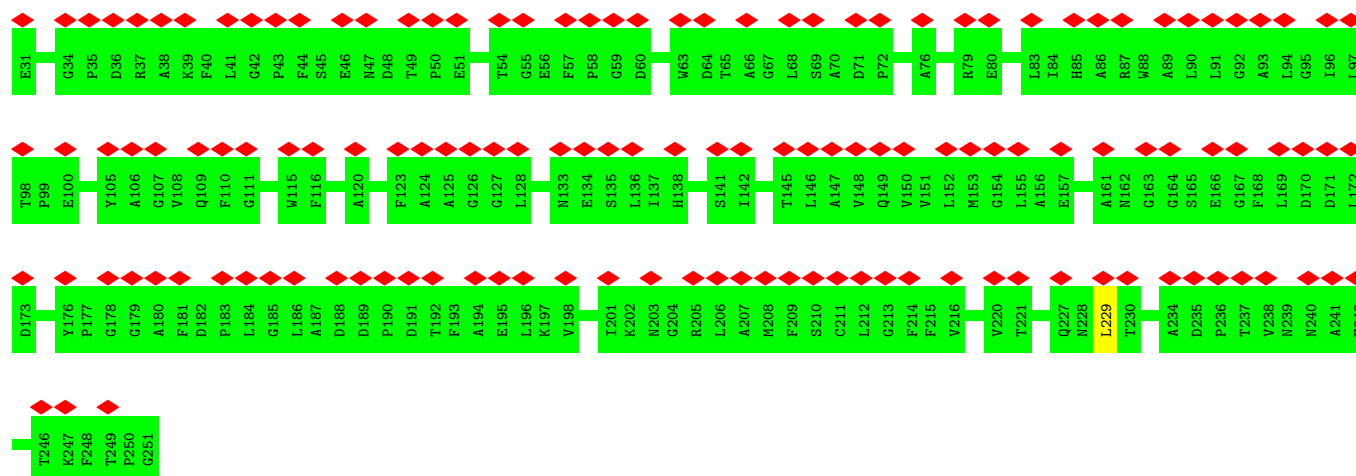 E31 G34 P35 D36 R37 A38 K39 F40 L41 G42 P43 F44 S45 E46 N47 D48 T49 P50 E51 T54 G55 E56 F57 P58 G59 D60 W63 D64 T65 A66 G67 L68 S69 A70 D71 P72 A76 R79 E80 L83 I84 H85 A86 R87 W88 A89 L90 L91 G92 A93 L94 G95 I96 L97
T98 P99 E100 Y105 A106 G107 V108 Q109 F110 G111 W115 F116 A120 F123 A124 A125 G126 G127 L128 N133 E134 S135 L136 I137 H138 S141 I142 T145 L146 A147 V148 Q149 V150 V151 L152 M153 G154 L155 A156 E157 A161 N162 G163 G164 S165 E166 G167 F168 L169 D170 D171 L172
D173 Y176 P177 G178 G179 A180 F181 D182 P183 L184 G185 L186 A187 D188 D189 P190 D191 T192 F193 A194 E195 L196 K197 V198 I201 K202 N203 G204 R205 L206 A207 M208 F209 S210 C211 L212 G213 F214 F215 V216 V220 T221 Q227 N228 L229 T230 A234 D235 P236 T237 V238 N239 N240 A241
T246 K247 F248 T249 P250 G251